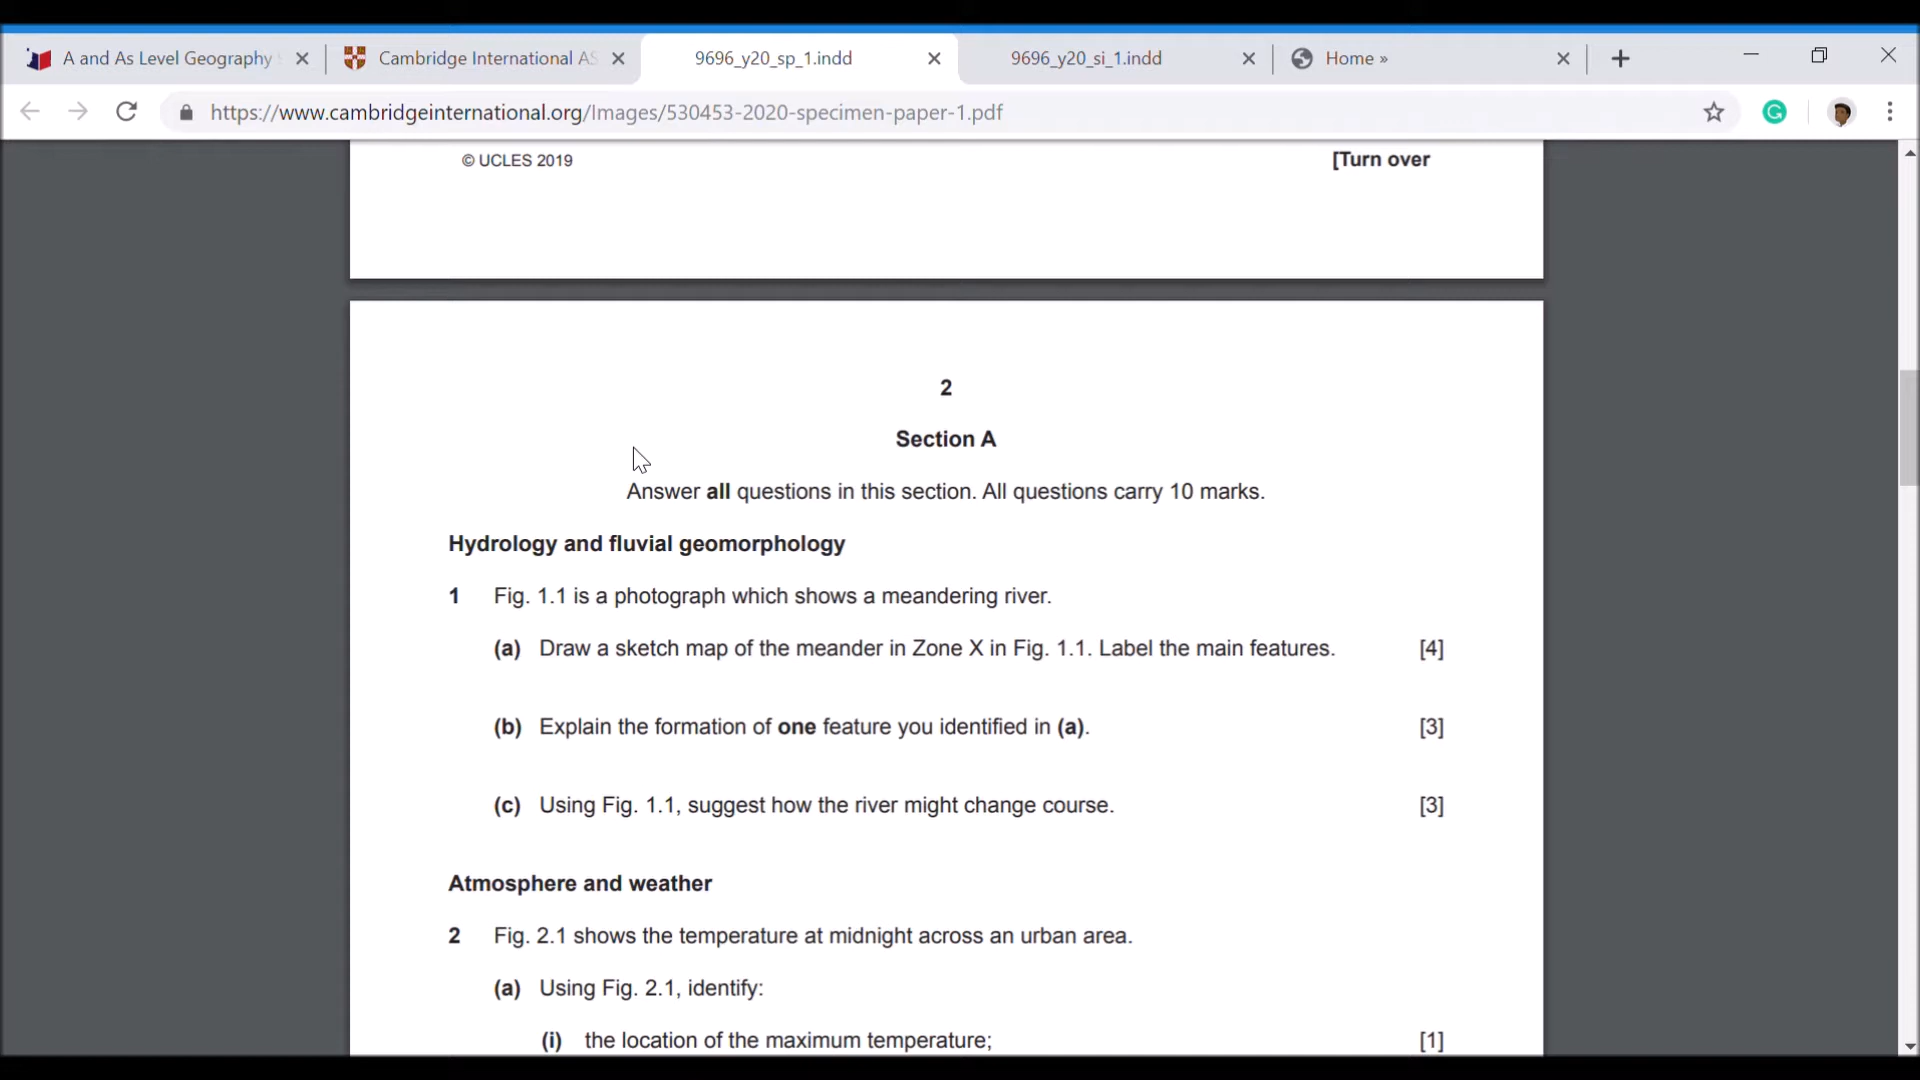 A and As Level Geography
Cambridge International AS
9696_y20_sp_1.indd
9696_y20_si_1.indd
Home »
https://www.cambridgeinternational.org/Images/530453-2020-specimen-paper-1.pdf
© UCLES 2019 [Turn over
2
Section A
Answer all questions in this section. All questions carry 10 marks.
Hydrology and fluvial geomorphology
1 Fig. 1.1 is a photograph which shows a meandering river.
(a) Draw a sketch map of the meander in Zone X in Fig. 1.1. Label the main features. [4]
(b) Explain the formation of one feature you identified in (a). [3]
(c) Using Fig. 1.1, suggest how the river might change course. [3]
Atmosphere and weather
2 Fig. 2.1 shows the temperature at midnight across an urban area.
(a) Using Fig. 2.1, identify:
(i) the location of the maximum temperature; [1]